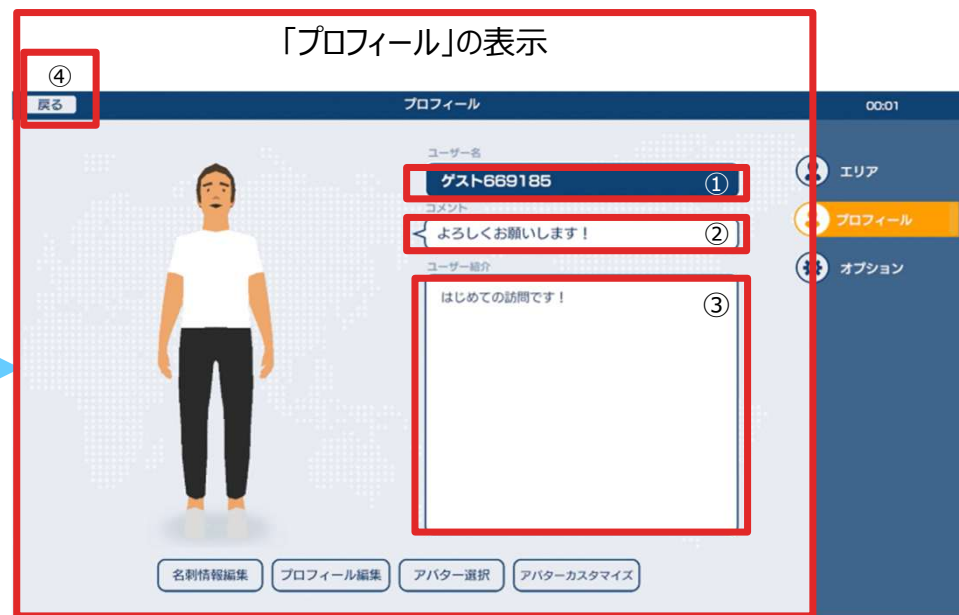 「プロフィール」の表示
④
戻る
プロフィール
00:01
ユーザー名
ゲスト669185
①
コメント
よろしくお願いします！
②
ユーザー紹介
はじめての訪問です！
③
エリア
プロフィール
オプション
名刺情報編集
プロフィール編集
アバター選択
アバターカスタマイズ